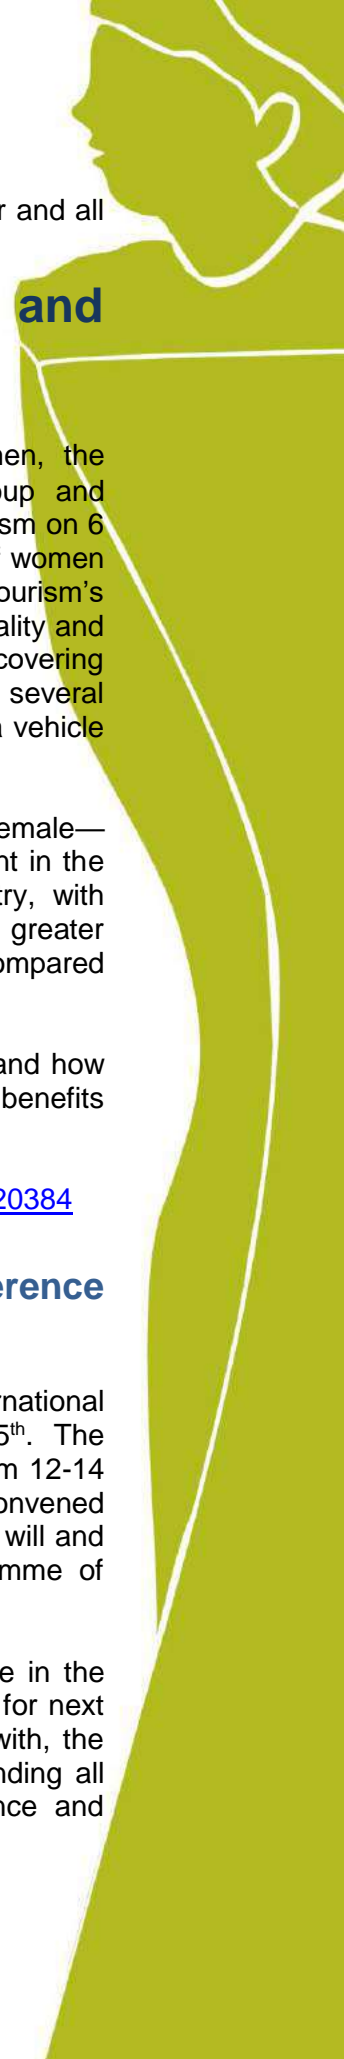 r and all
and
nen, the
oup and
sm on 6
women
ourism's
ality and
covering
several
a vehicle
emale—
nt in the
try, with
greater
ompared
and how
benefits
20384
erence
rnational
5th. The
m 12-14
onvened
will and
mme of
e in the
for next
with, the
nding all
nce and